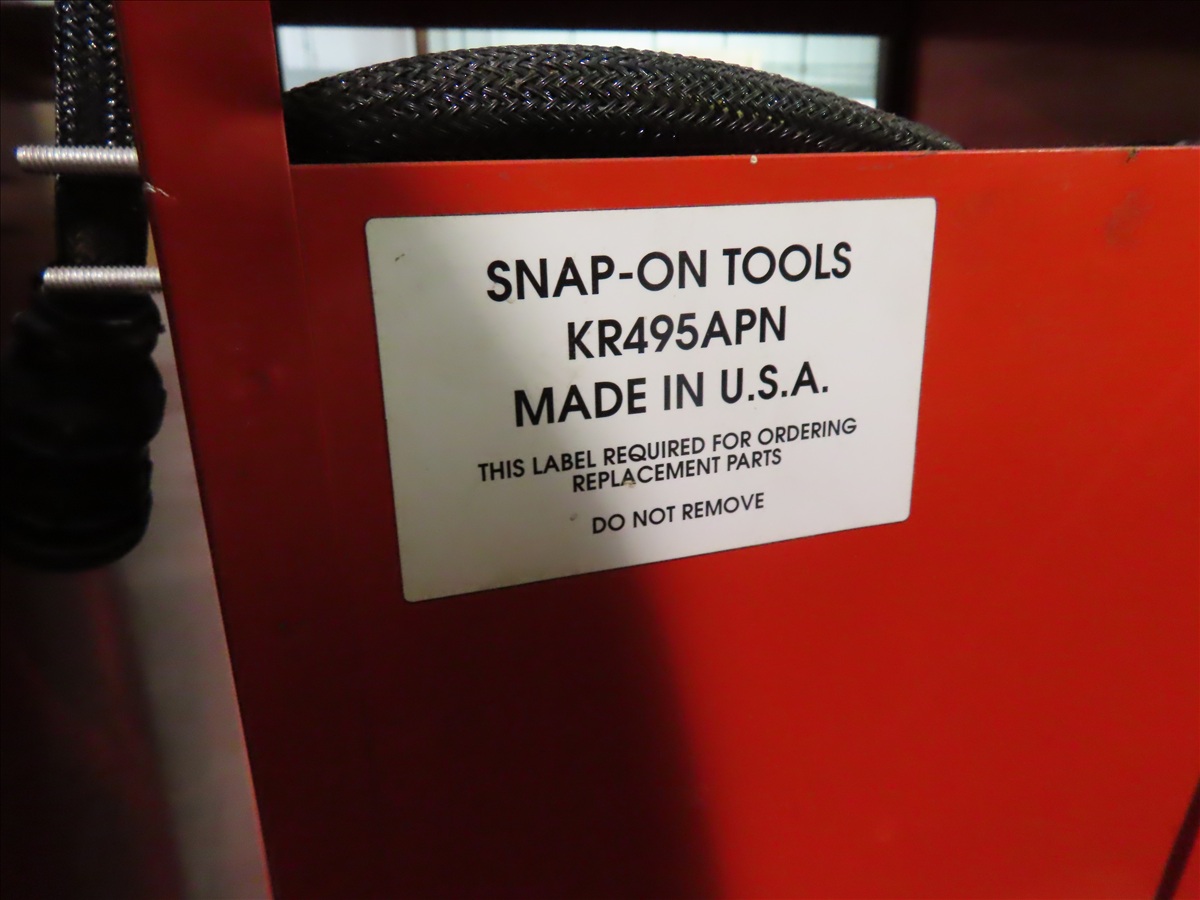 SNAP-ON TOOLS
KR495APN
MADE IN U.S.A.
THIS LABEL REQUIRED FOR ORDERING
REPLACEMENT PARTS
DO NOT REMOVE